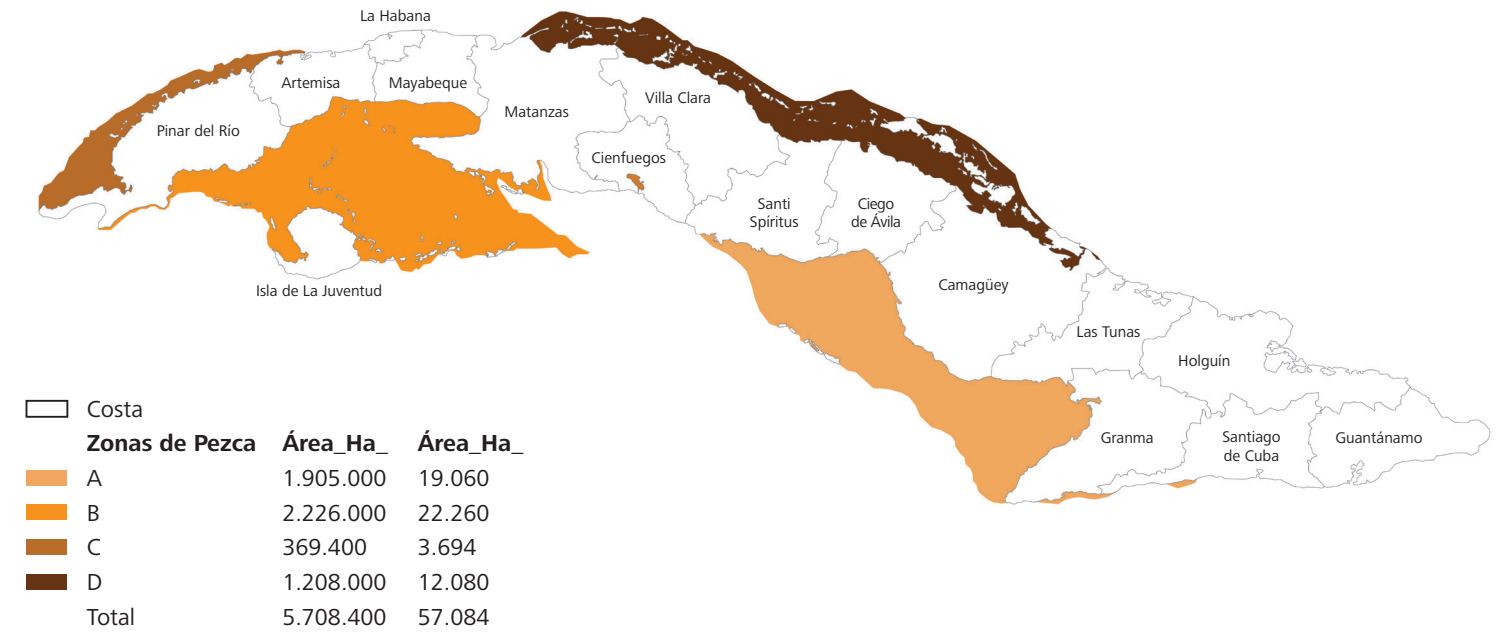 La Habana
Artemisa
Mayabeque
Matanzas
Villa Clara
Pinar del Río
Cienfuegos
Santi
Spíritus
Ciego
de Ávila
Isla de La Juventud
Camagüey
Las Tunas
Holguín
Granma
Santiago
de Cuba
Guantánamo
Costa
Zonas de Pezca Área_Ha_ Área_Ha_
A 1.905.000 19.060
B 2.226.000 22.260
C 369.400 3.694
D 1.208.000 12.080
Total 5.708.400 57.084